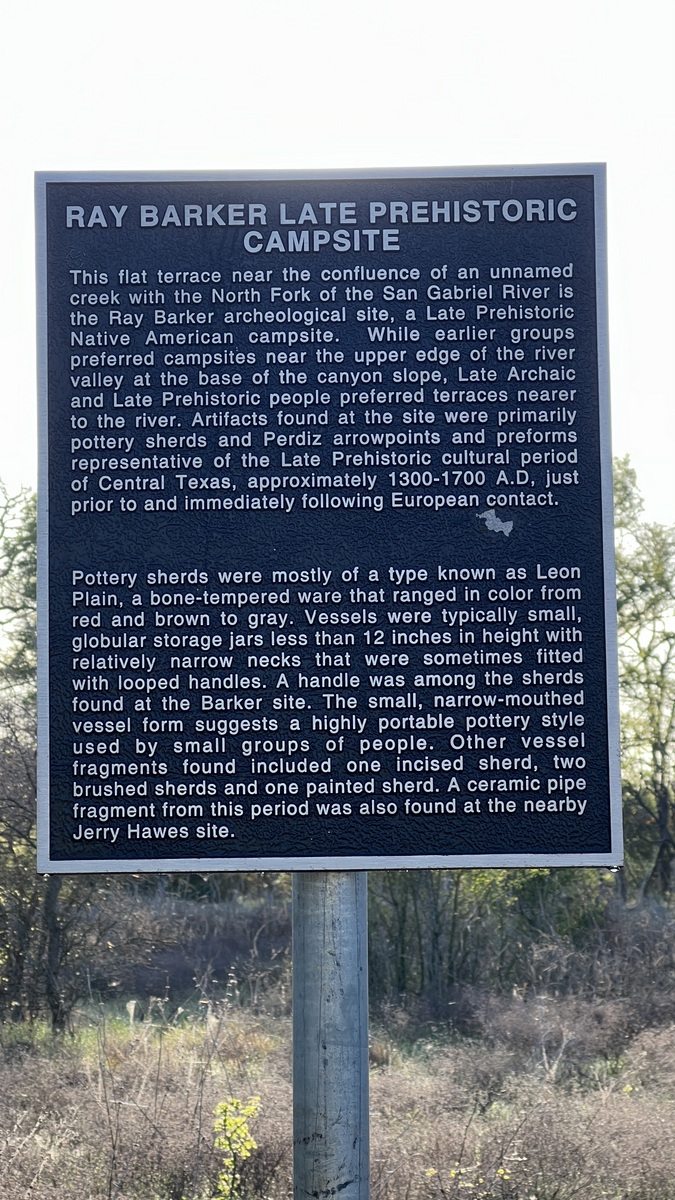 RAY BARKER LATE PREHISTORIC
CAMPSITE
This flat terrace near the confluence of an unnamed
creek with the North Fork of the San Gabriel River is
the Ray Barker archeological site, a Late Prehistoric
Native American campsite. While earlier groups
preferred campsites near the upper edge of the river
valley at the base of the canyon slope, Late Archaic
and Late Prehistoric people preferred terraces nearer
to the river. Artifacts found at the site were primarily
pottery sherds and Perdiz arrowpoints and preforms
representative of the Late Prehistoric cultural period
of Central Texas, approximately 1300-1700 A.D, just
prior to and immediately following European contact.
Pottery sherds were mostly of a type known as Leon
Plain, a bone-tempered ware that ranged in color from
red and brown to gray. Vessels were typically small,
globular storage jars less than 12 inches in height with
relatively narrow necks that were sometimes fitted
with looped handles. A handle was among the sherds
found at the Barker site. The small, narrow-mouthed
vessel form suggests a highly portable pottery style
used by small groups of people. Other vessel
fragments found included one incised sherd, two
brushed sherds and one painted sherd. A ceramic pipe
fragment from this period was also found at the nearby
Jerry Hawes site.